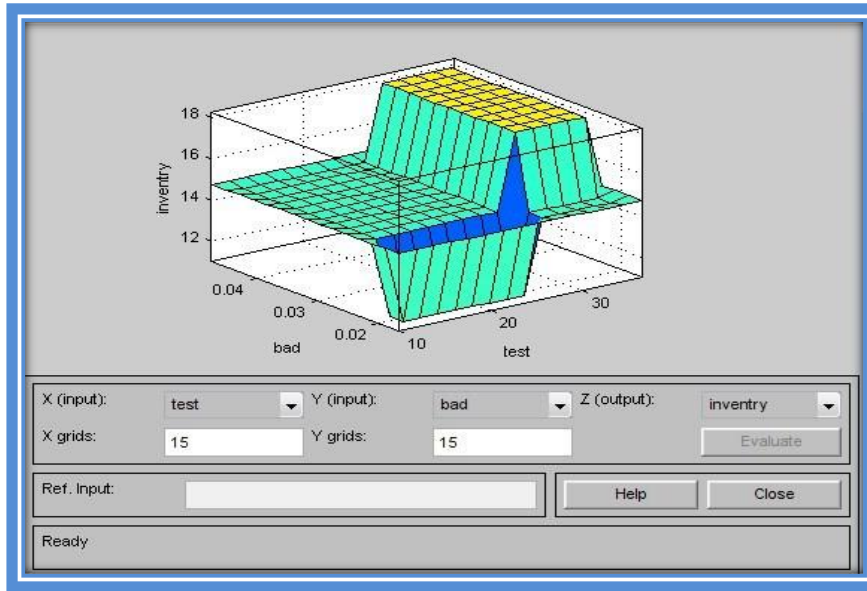 18
16
14
12
inventry
0.04
0.03
0.02
bad
10
20
30
test
X (input): test Y (input): bad Z (output): inventry
X grids: 15 Y grids: 15 Evaluate
Ref. Input: Help Close
Ready